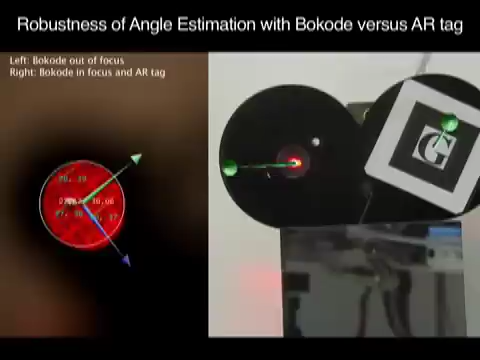 Robustness of Angle Estimation with Bokode versus AR tag
Left: Bokode out of focus
Right: Bokode in focus and AR tag
G